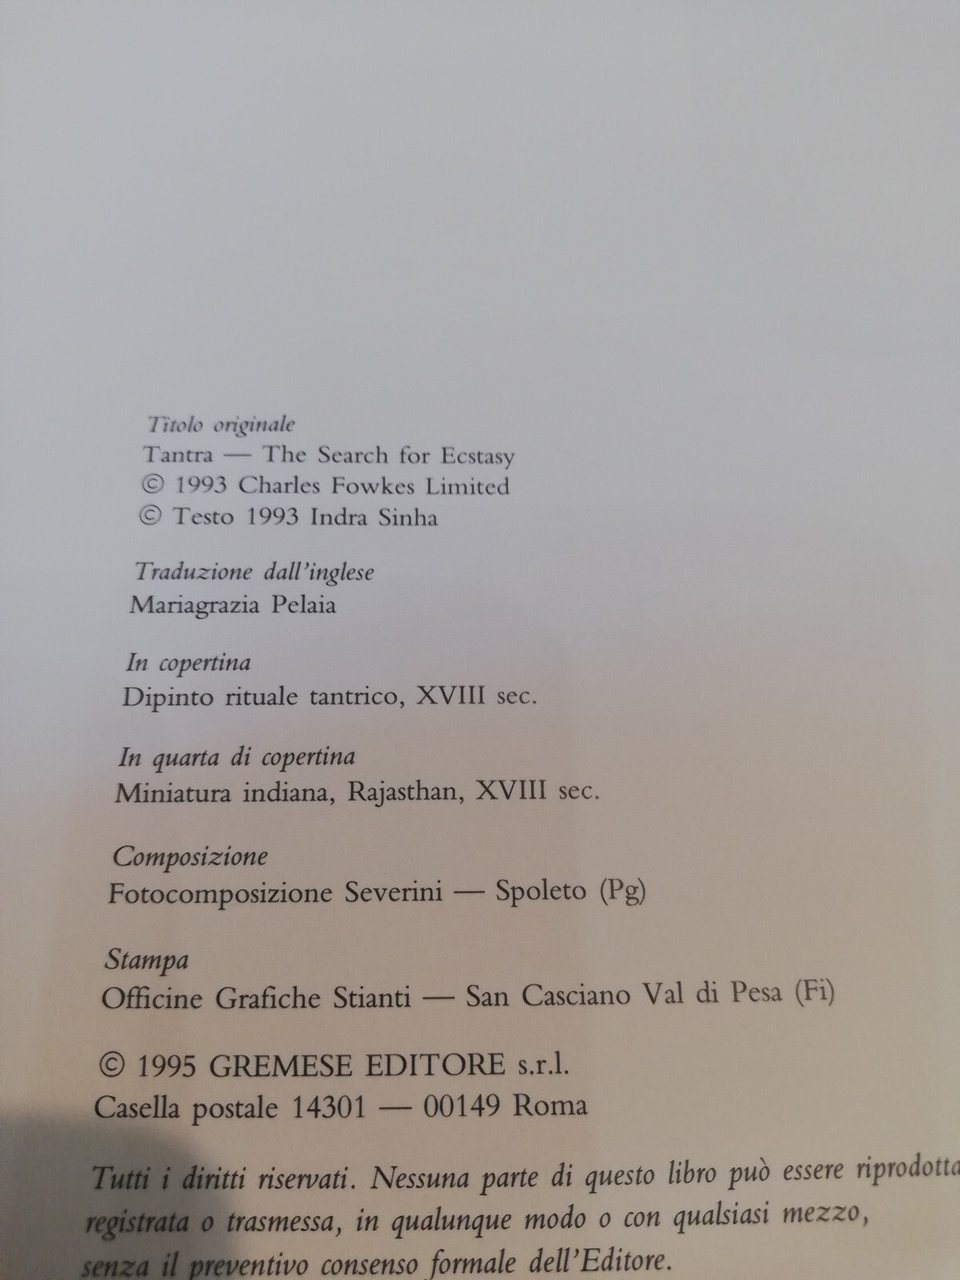 Titolo originale
Tantra — The Search for Ecstasy
© 1993 Charles Fowkes Limited
© Testo 1993 Indra Sinha
Traduzione dall'inglese
Mariagrazia Pelaia
In copertina
Dipinto rituale tantrico, XVIII sec.
In quarta di copertina
Miniatura indiana, Rajasthan, XVIII sec.
Composizione
Fotocomposizione Severini — Spoleto (Pg)
Stampa
Officine Grafiche Stianti — San Casciano Val di Pesa (Fi)
© 1995 GREMESE EDITORE s.r.l.
Casella postale 14301 — 00149 Roma
Tutti i diritti riservati. Nessuna parte di questo libro può essere riprodotta
registrata o trasmessa, in qualunque modo o con qualsiasi mezzo,
senza il preventivo consenso formale dell'Editore.